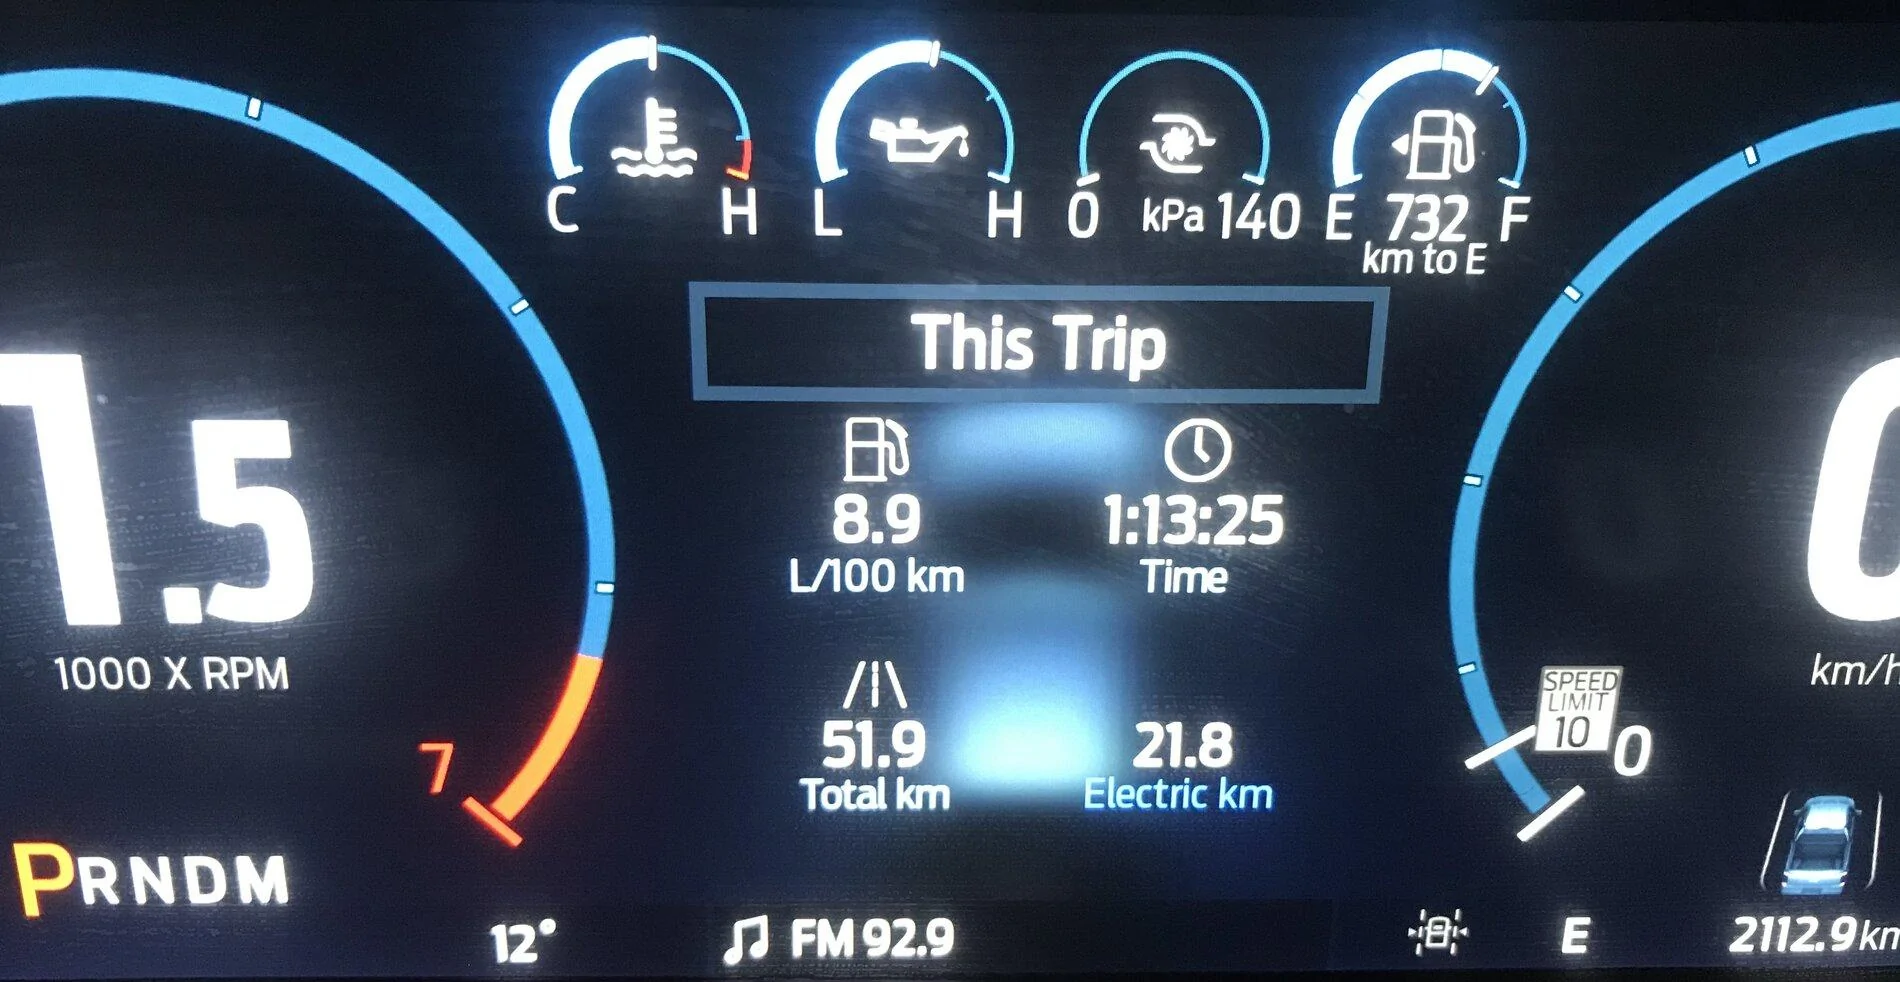 C H L H 0 kPa 140 E 732 F
km to E
This Trip
1.5
1000 X RPM
7
PRNDM
12°
8.9
L/100 km
1:13:25
Time
51.9
Total km
21.8
Electric km
FM 92.9
0
km/h
SPEED
LIMIT
10
0
E
2112.9 km